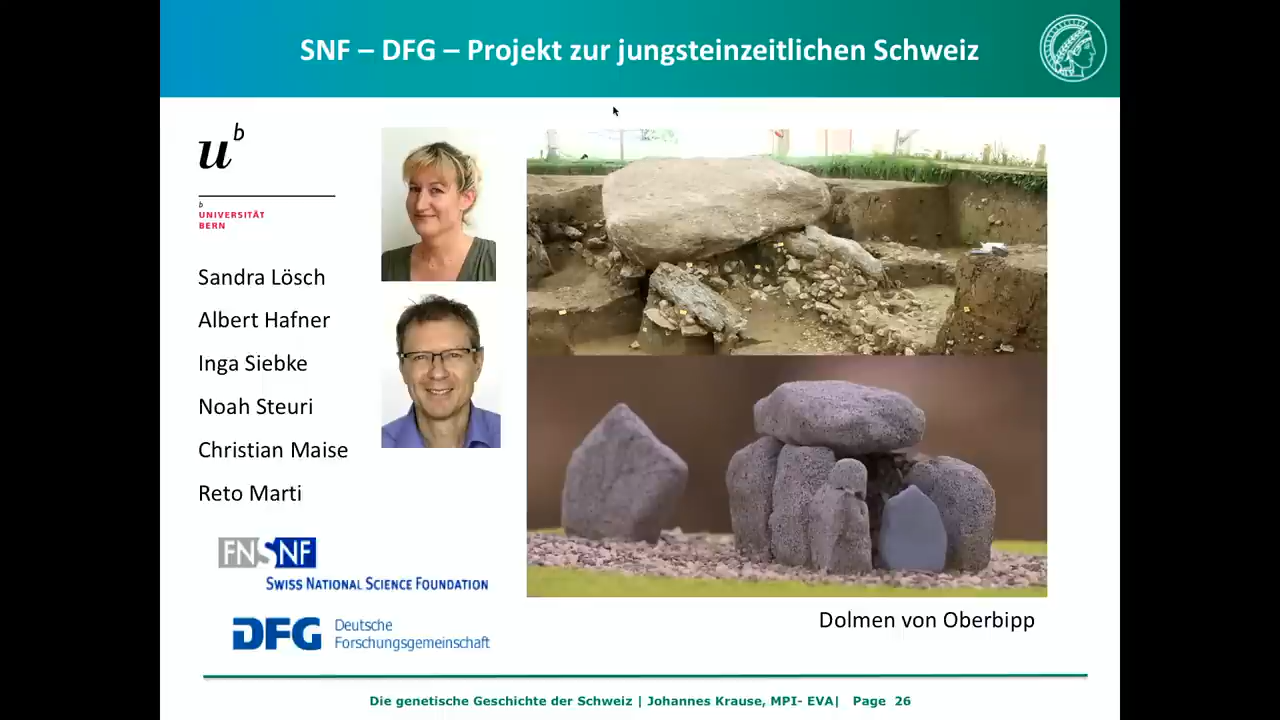 SNF – DFG – Projekt zur jungsteinzeitlichen Schweiz
u b
b
UNIVERSITÄT
BERN
Sandra Lösch
Albert Hafner
Inga Siebke
Noah Steuri
Christian Maise
Reto Marti
FNSNF
SWISS NATIONAL SCIENCE FOUNDATION
DFG Deutsche
Forschungsgemeinschaft
Dolmen von Oberbipp
Die genetische Geschichte der Schweiz | Johannes Krause, MPI- EVA| Page 26